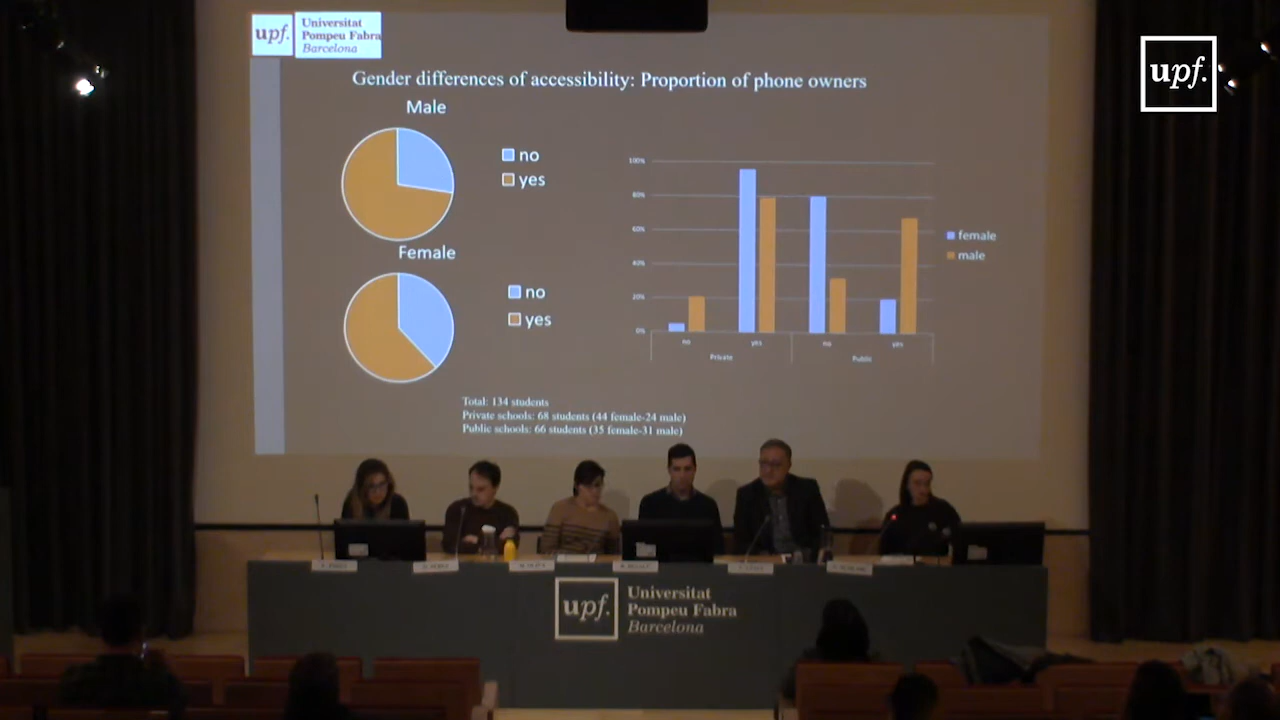 upf.
Universitat
Pompeu Fabra
Barcelona
upf.
Gender differences of accessibility: Proportion of phone owners
Male
no
yes
Female
no
yes
100%
80%
60%
40%
20%
0%
no
yes
no
yes
Private
Public
female
male
Total: 134 students
Private schools: 68 students (44 female-24 male)
Public schools: 66 students (35 female-31 male)
upf.
Universitat
Pompeu Fabra
Barcelona